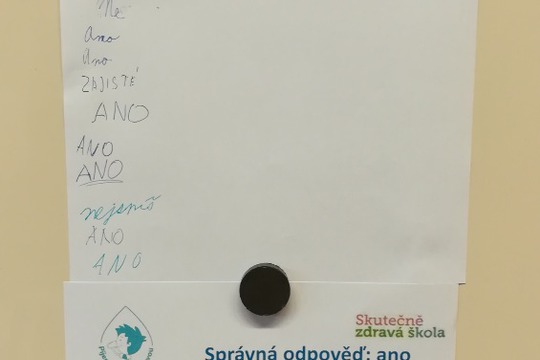 Ne
Ano
Ano
ZAJISTÉ
ANO
ANO
ANO
nejspíš
ANO
ANO
Skutečně
zdravá škola
Správná odpověď: ano